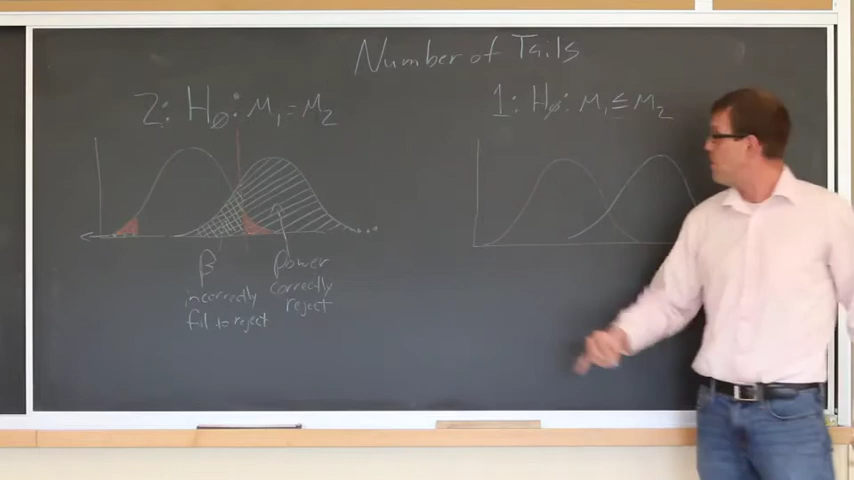 Number of Tails
2: H∅: M₁ = M₂
1: H∅: M₁ ≤ M₂
β
incorrectly
fil to reject
power
correctly
reject